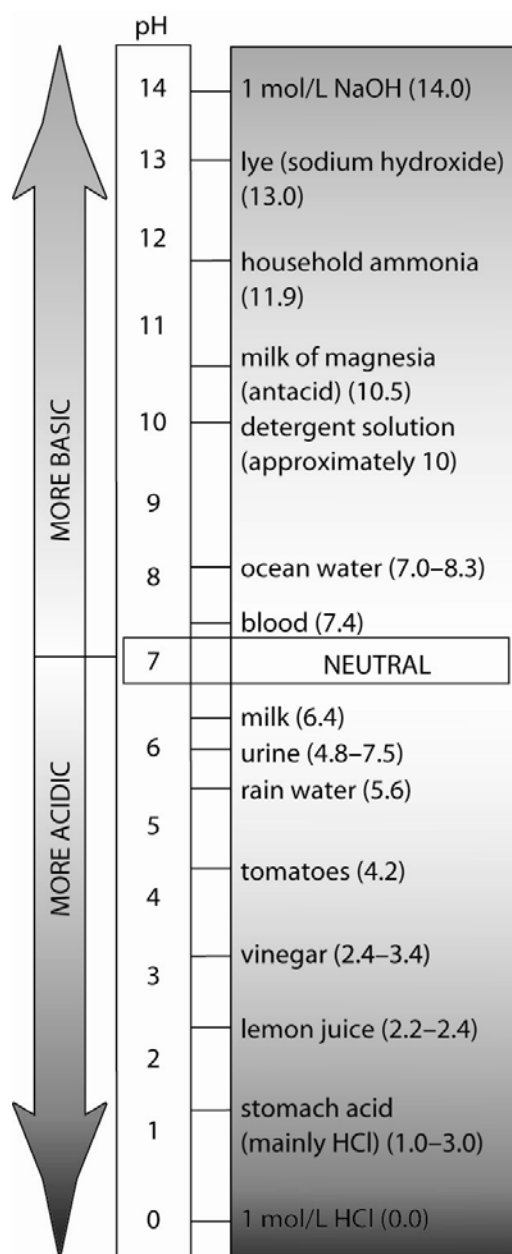 pH
14
1 mol/L NaOH (14.0)
13
lye (sodium hydroxide)
(13.0)
12
household ammonia
(11.9)
11
milk of magnesia
(antacid) (10.5)
10
detergent solution
(approximately 10)
9
8
ocean water (7.0–8.3)
blood (7.4)
MORE BASIC
7
NEUTRAL
milk (6.4)
6
urine (4.8–7.5)
rain water (5.6)
5
tomatoes (4.2)
4
vinegar (2.4–3.4)
3
lemon juice (2.2–2.4)
2
stomach acid
1
(mainly HCl) (1.0–3.0)
0
1 mol/L HCl (0.0)
MORE ACIDIC